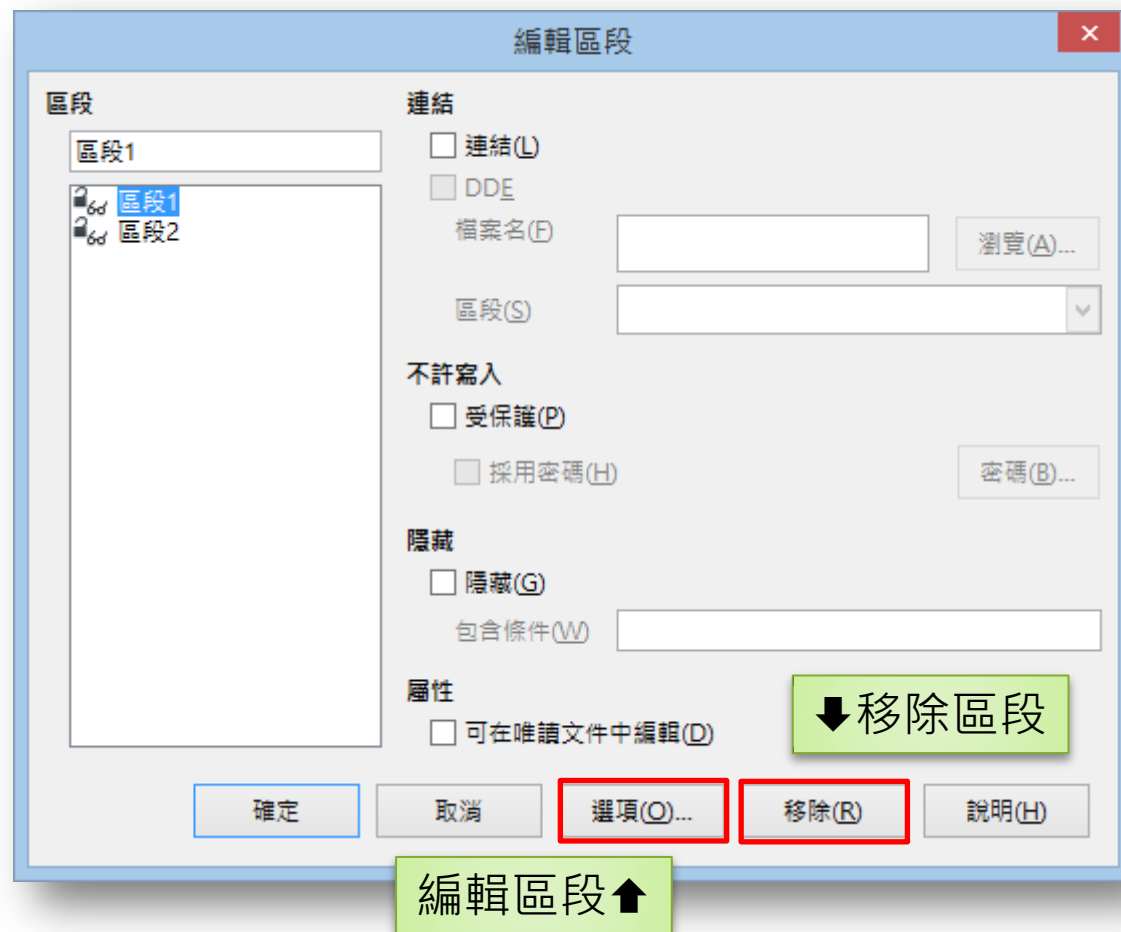 編輯區段
區段
區段1
區段1
區段2
連結
連結(L)
DDE
檔案名(F)
瀏覽(A)...
區段(S)
不許寫入
受保護(P)
採用密碼(H)
密碼(B)...
隱藏
隱藏(G)
包含條件(W)
屬性
可在唯讀文件中編輯(D)
⬇移除區段
確定
取消
選項(O)...
移除(R)
說明(H)
編輯區段⬆